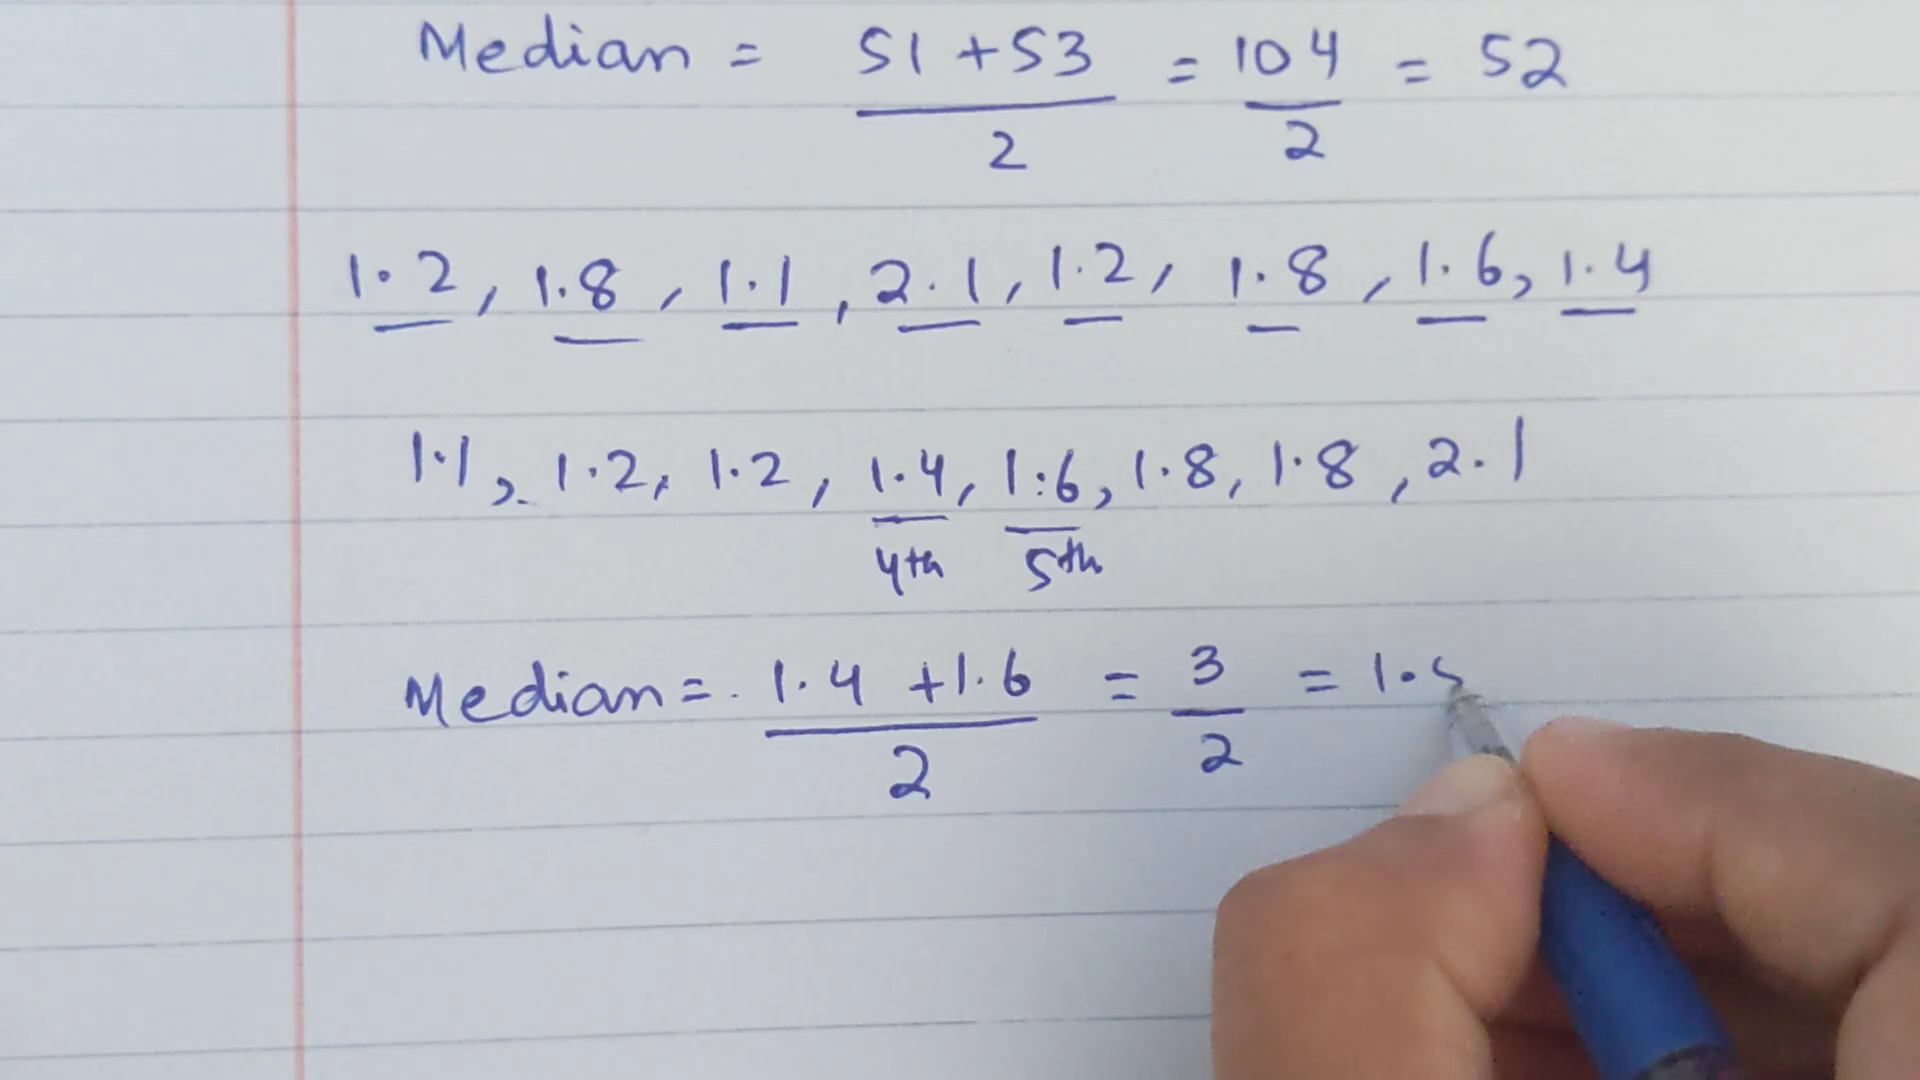 Median = 51 + 53 / 2 = 104 / 2 = 52
1.2, 1.8, 1.1, 2.1, 1.2, 1.8, 1.6, 1.4
1.1, 1.2, 1.2, 1.4, 1.6, 1.8, 1.8, 2.1
4th 5th
Median = 1.4 + 1.6 / 2 = 3 / 2 = 1.5